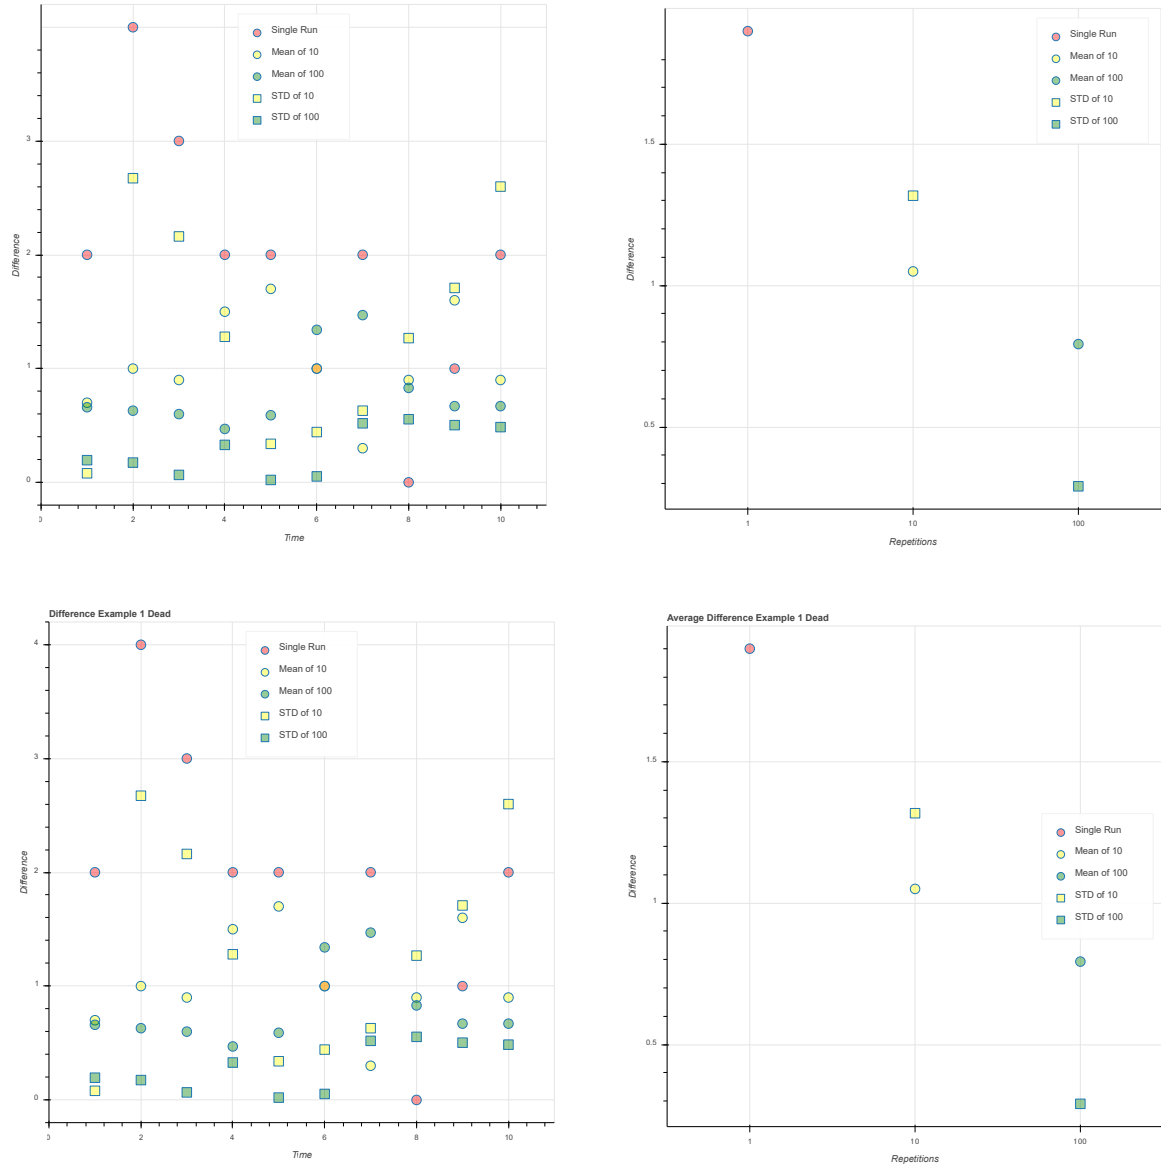 Single Run
Mean of 10
Mean of 100
STD of 10
STD of 100
3
2
1
0
Difference
0 2 4 6 8 10
Time
Single Run
Mean of 10
Mean of 100
STD of 10
STD of 100
1.5
1
0.5
Difference
1 10 100
Repetitions
Difference Example 1 Dead
Single Run
Mean of 10
Mean of 100
STD of 10
STD of 100
4
3
2
1
0
Difference
0 2 4 6 8 10
Time
Average Difference Example 1 Dead
1.5
Single Run
Mean of 10
Mean of 100
STD of 10
STD of 100
1
0.5
Difference
1 10 100
Repetitions